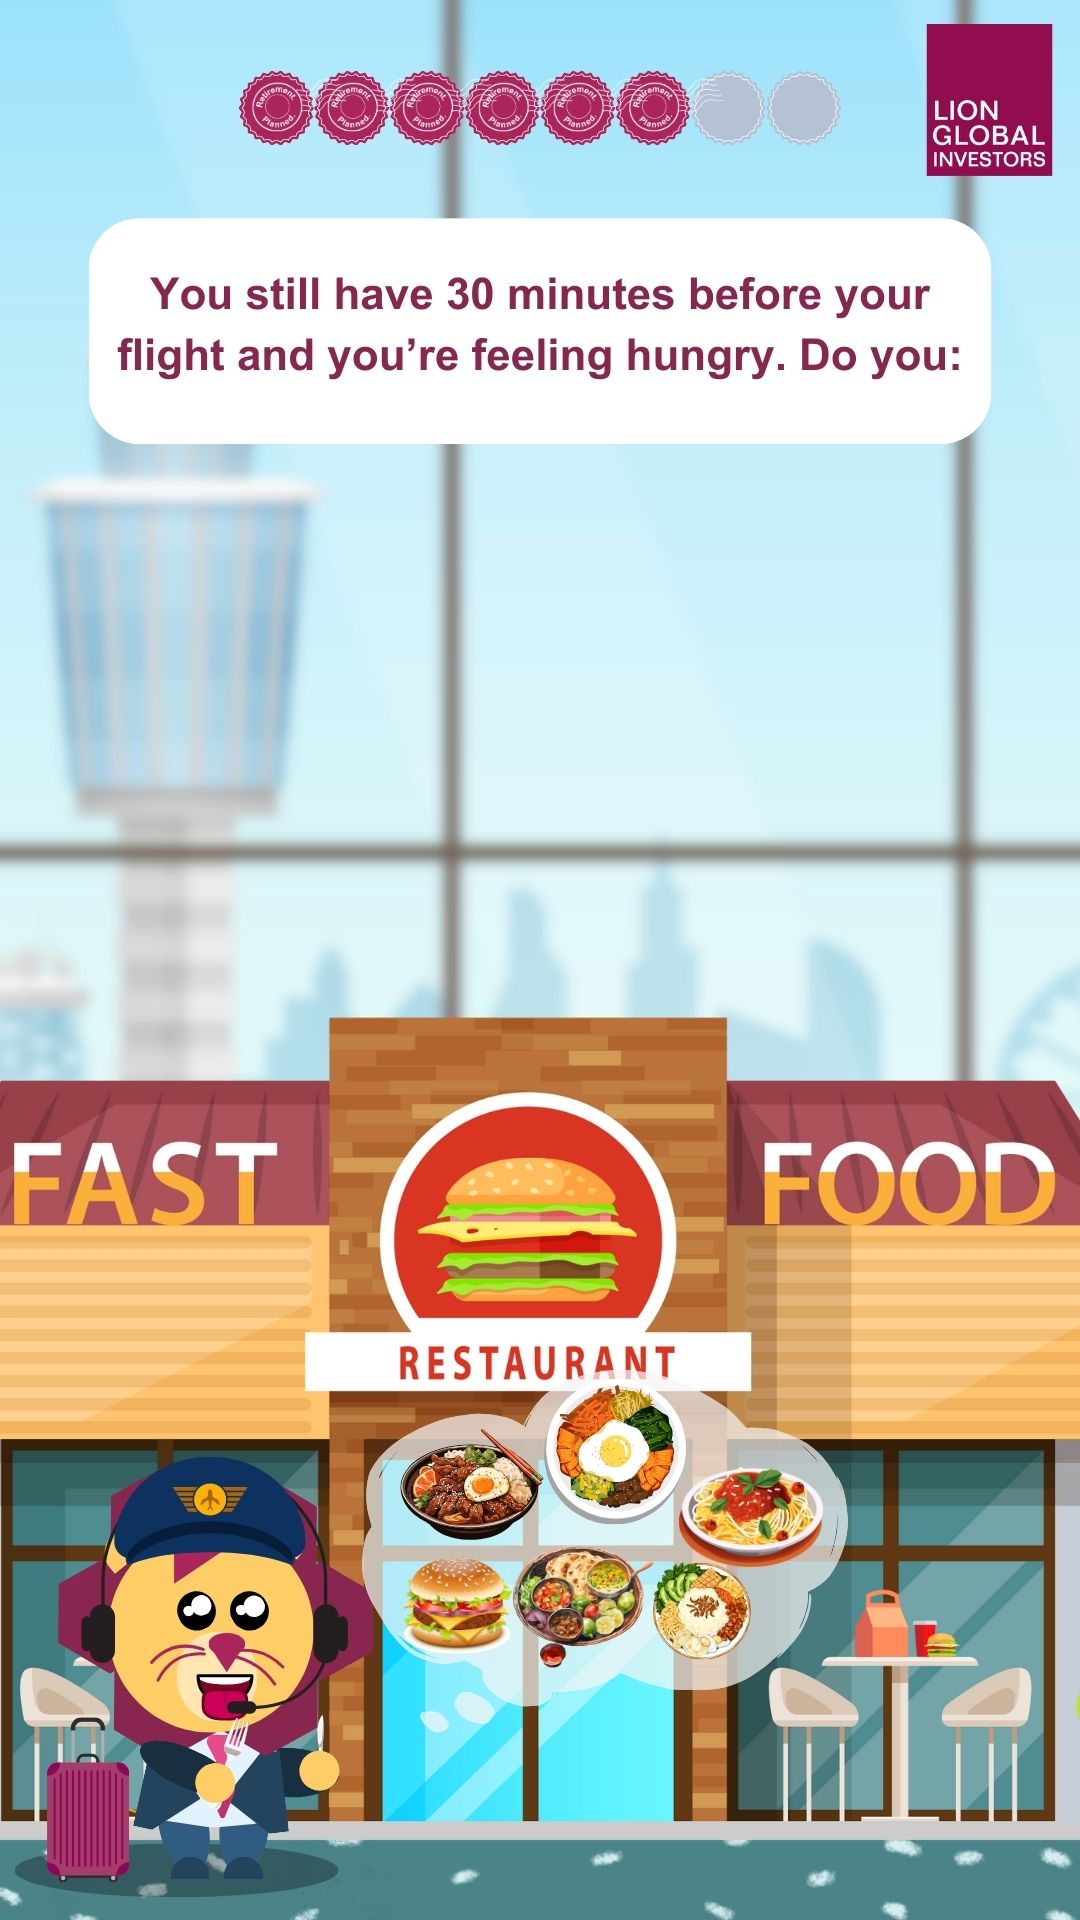 Retirement
Planned.
Retirement
Planned.
Retirement
Planned.
Retirement
Planned.
Retirement
Planned.
Retirement
Planned.
LION
GLOBAL
INVESTORS
You still have 30 minutes before your
flight and you’re feeling hungry. Do you:
FAST
FOOD
RESTAURANT